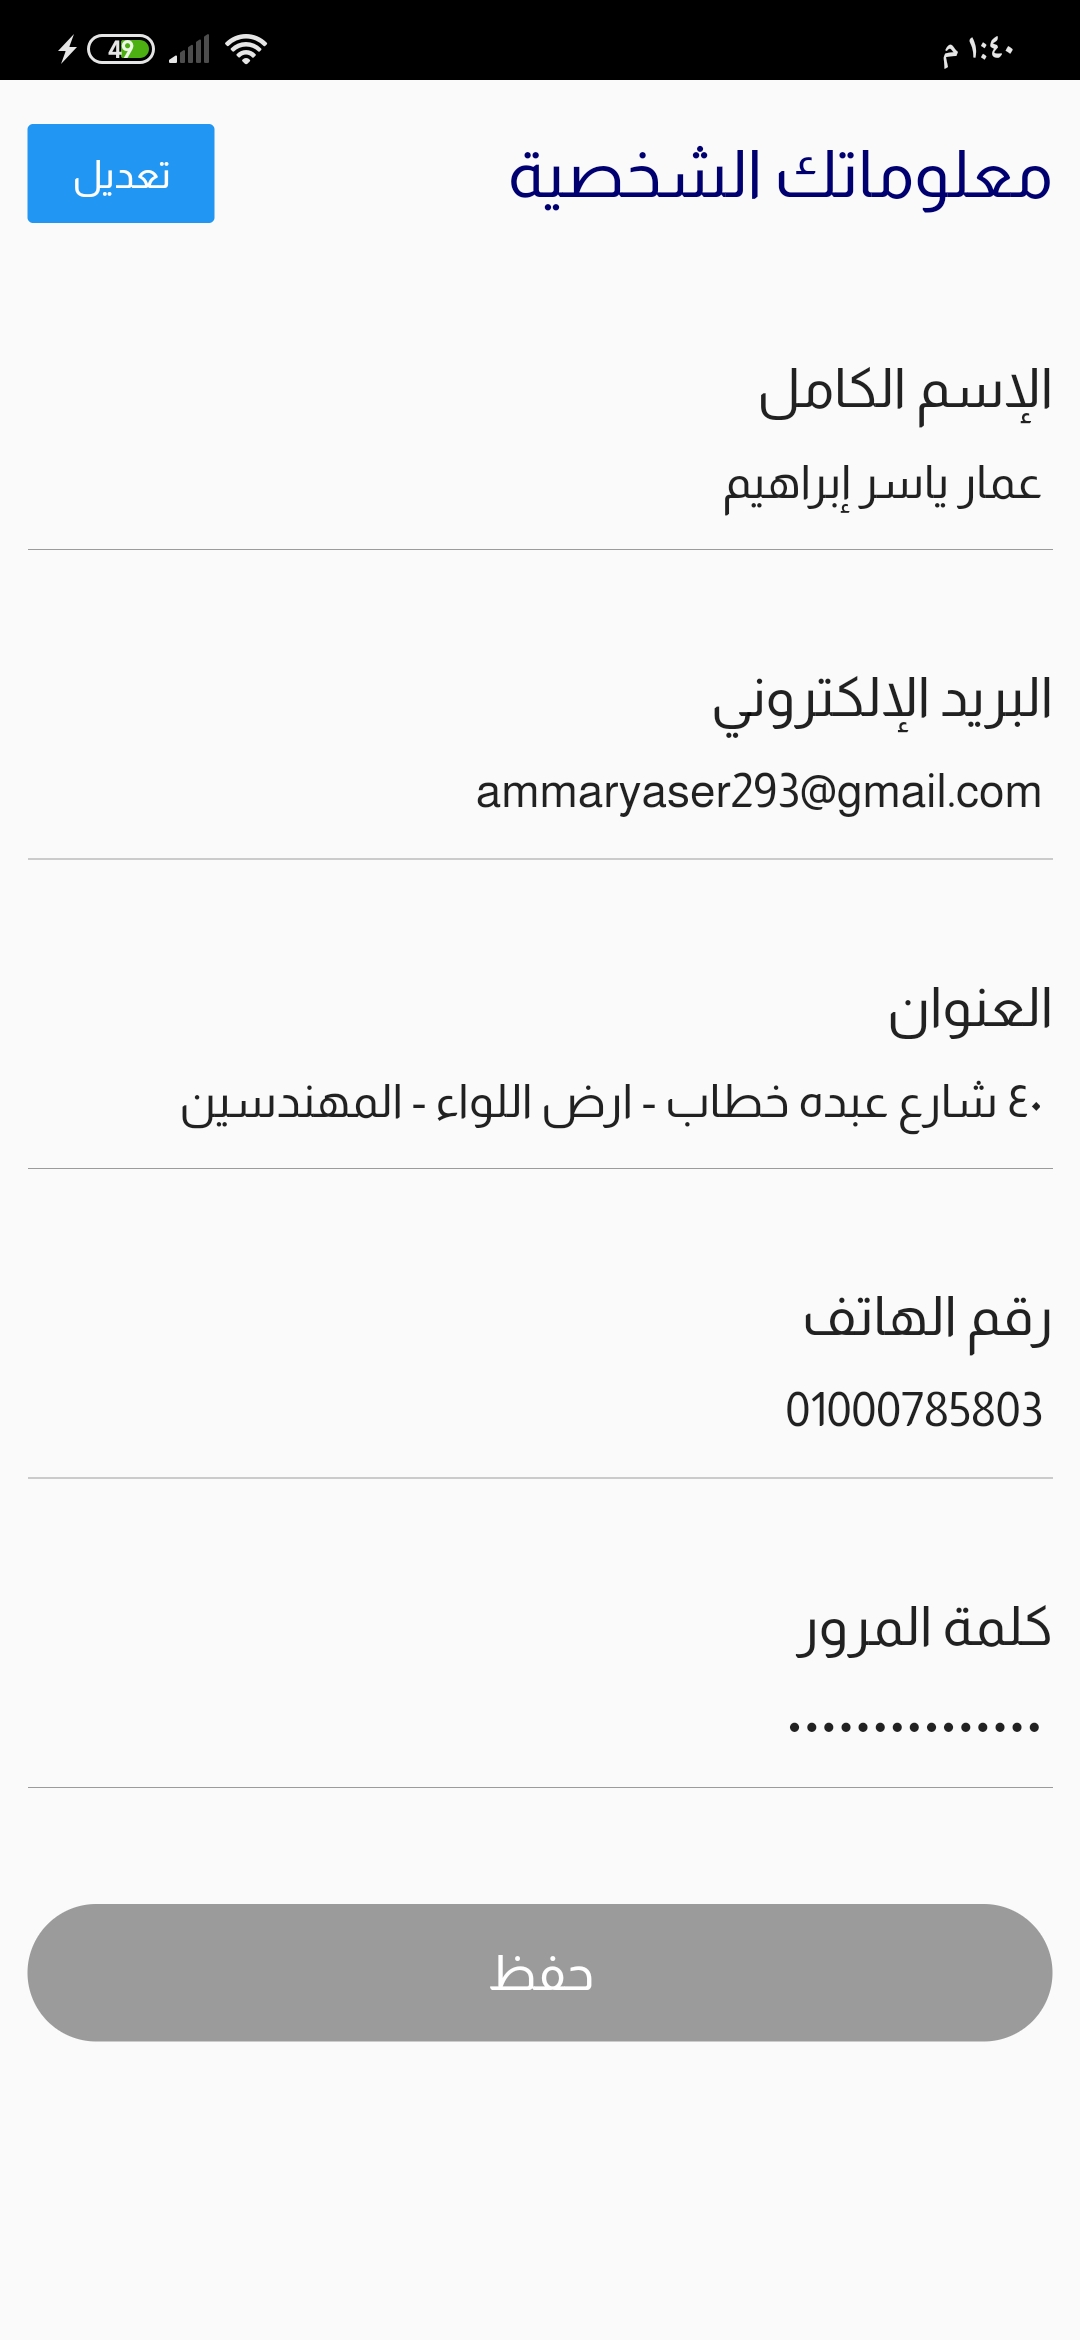 ١:٤٠ م
49
معلوماتك الشخصية
تعديل
الإسم الكامل
عمار ياسر إبراهيم
البريد الإلكتروني
ammaryaser293@gmail.com
العنوان
٤٠ شارع عبده خطاب - ارض اللواء - المهندسين
رقم الهاتف
01000785803
كلمة المرور
•••••••••••••••
حفظ